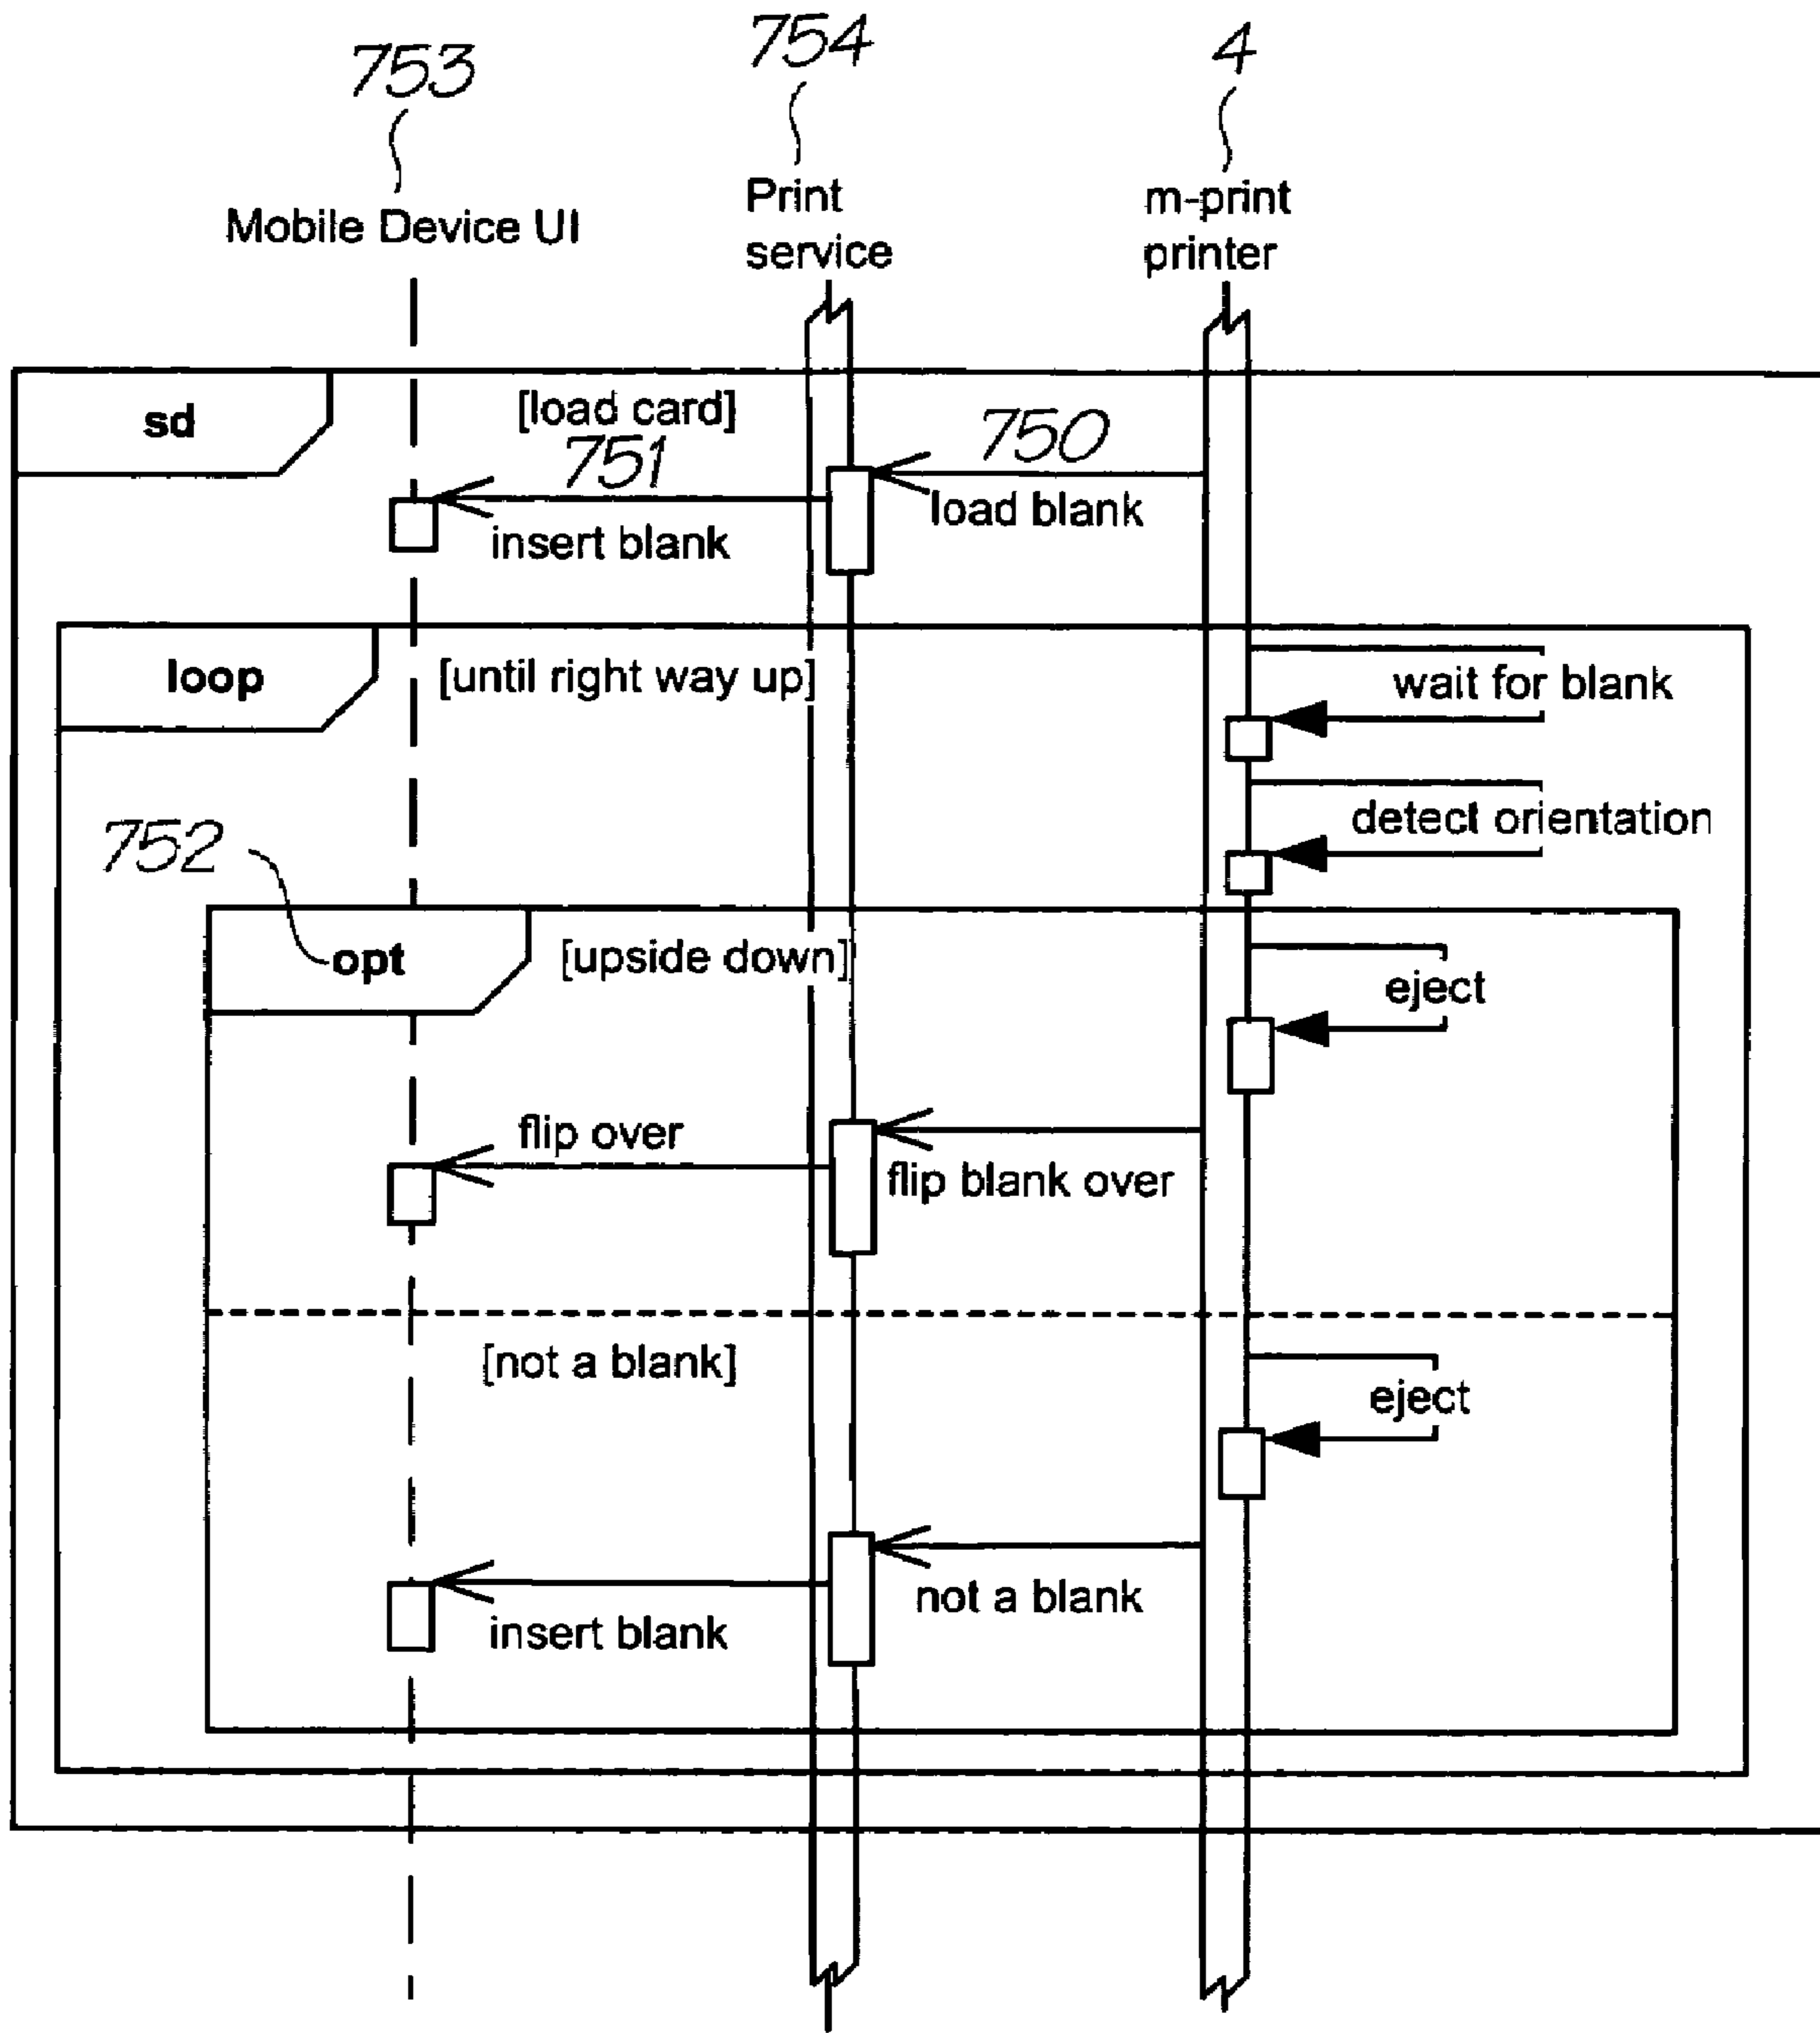 753
754
4
Mobile Device UI
Print
service
m-print
printer
sd
[load card]
751
750
insert blank
load blank
loop
[until right way up]
wait for blank
detect orientation
752
opt
[upside down]
eject
flip over
flip blank over
[not a blank]
eject
not a blank
insert blank